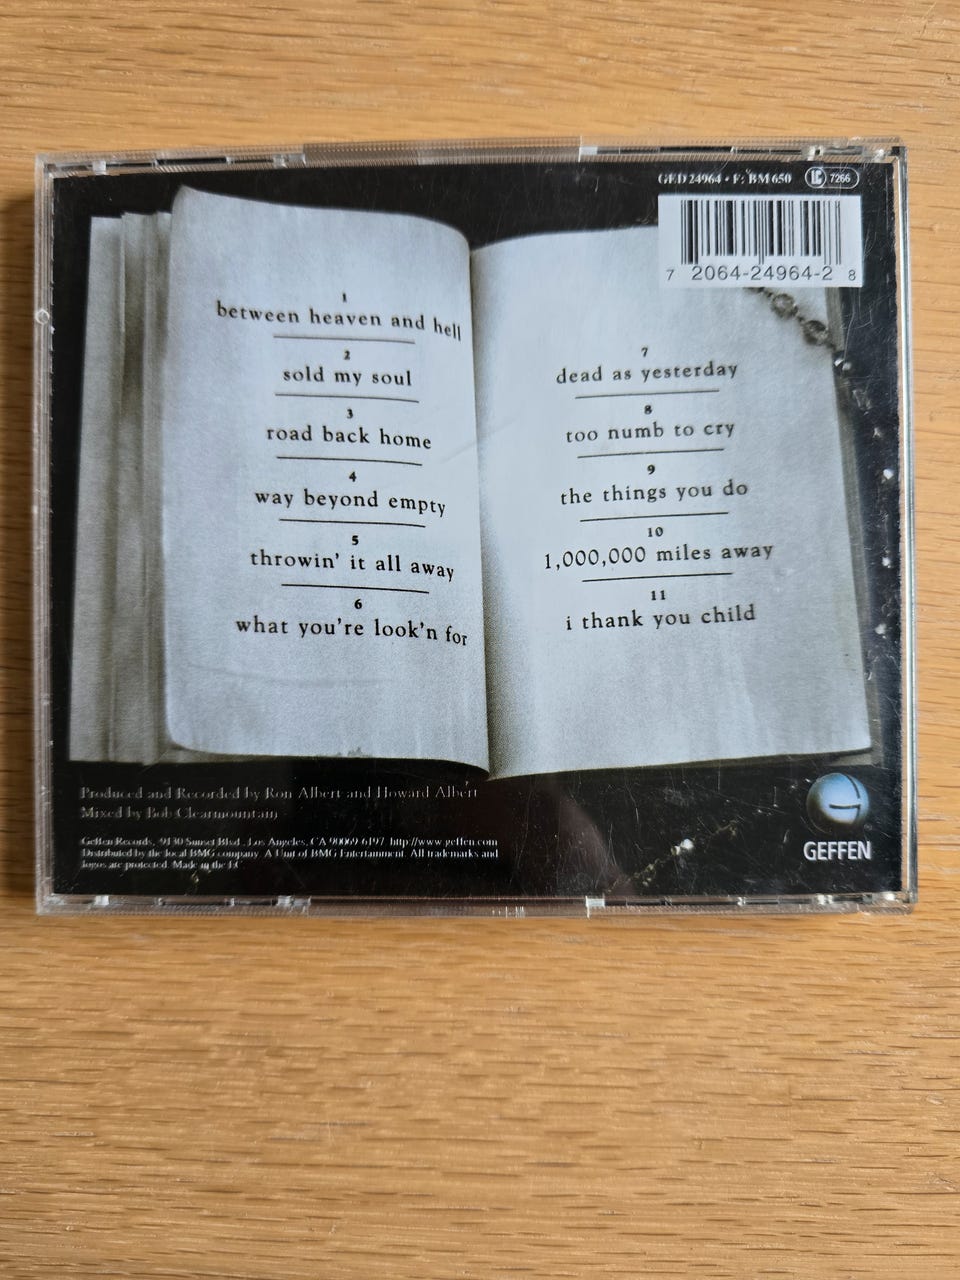 GED 24964 • F: BM 650 LC 7266
7 2064-24964-2 8
1
between heaven and hell
2
sold my soul
3
road back home
4
way beyond empty
5
throwin' it all away
6
what you're look'n for
7
dead as yesterday
8
too numb to cry
9
the things you do
10
1,000,000 miles away
11
i thank you child
Produced and Recorded by Ron Albert and Howard Albert
Mixed by Bob Clearmountain
Geffen Records, 9130 Sunset Blvd., Los Angeles, CA 90069-6197 http://www.geffen.com
Distributed by the local BMG company. A Unit of BMG Entertainment. All trademarks and
logos are protected. Made in the EC
GEFFEN